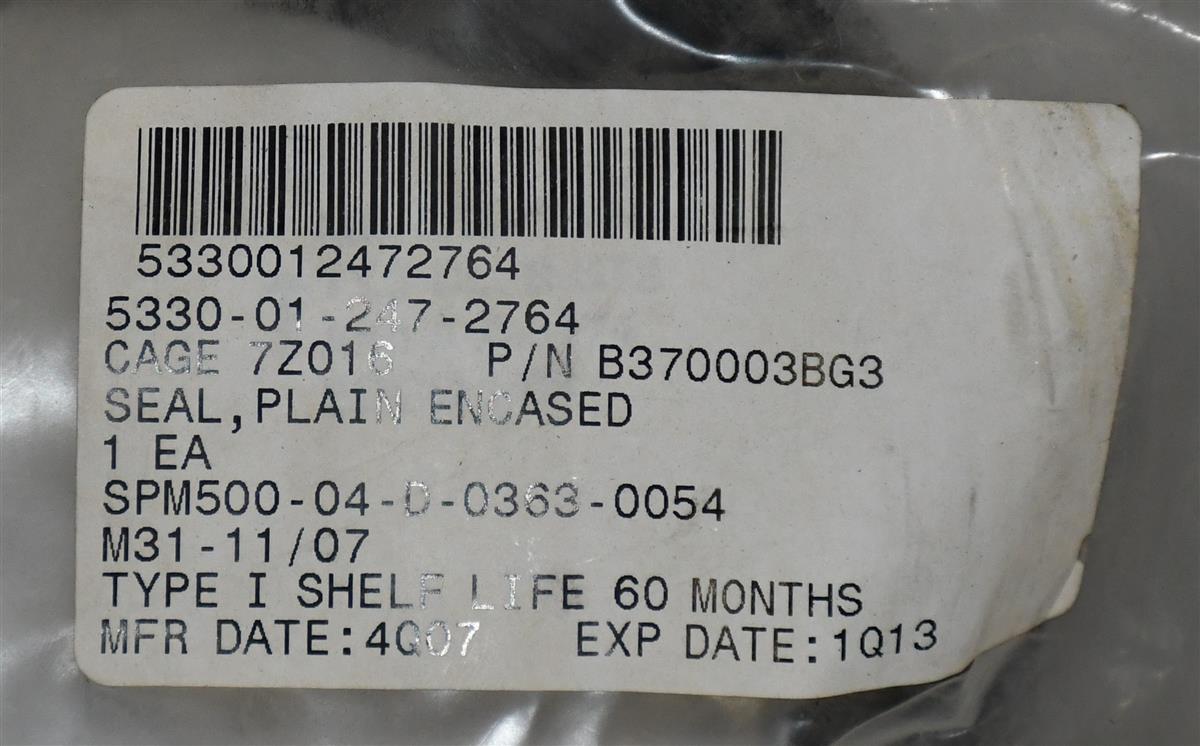 5330012472764
5330-01-247-2764
CAGE 7Z016 P/N B370003BG3
SEAL,PLAIN ENCASED
1 EA
SPM500-04-D-0363-0054
M31-11/07
TYPE I SHELF LIFE 60 MONTHS
MFR DATE:4Q07 EXP DATE:1Q13